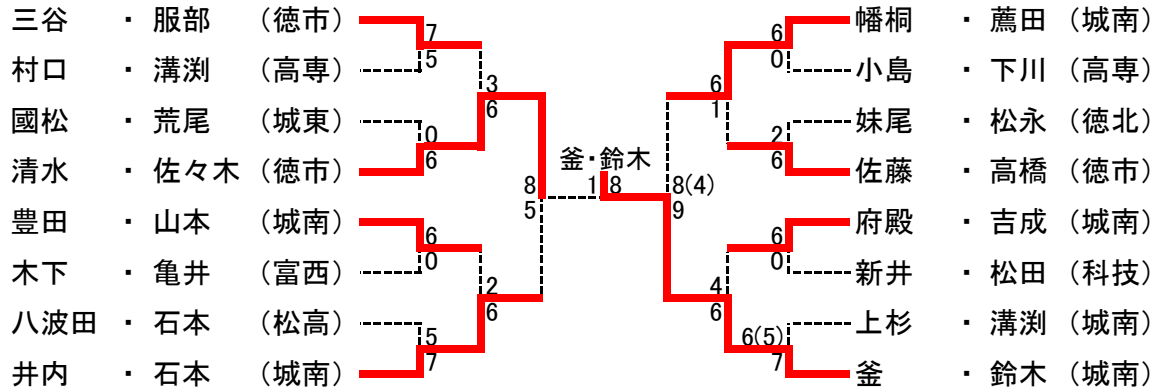 三谷 ・ 服部 （徳市）
7
5
村口 ・ 溝渕 （高専）
3
6
國松 ・ 荒尾 （城東）
0
6
清水 ・ 佐々木 （徳市）
8
5
豊田 ・ 山本 （城南）
6
0
木下 ・ 亀井 （富西）
2
6
八波田 ・ 石本 （松高）
5
7
井内 ・ 石本 （城南）
釜・鈴木
1 8
幡桐 ・ 薦田 （城南）
6
0
小島 ・ 下川 （高専）
6
1
妹尾 ・ 松永 （徳北）
2
6
佐藤 ・ 高橋 （徳市）
8(4)
9
府殿 ・ 吉成 （城南）
6
0
新井 ・ 松田 （科技）
4
6
上杉 ・ 溝渕 （城南）
6(5)
7
釜 ・ 鈴木 （城南）